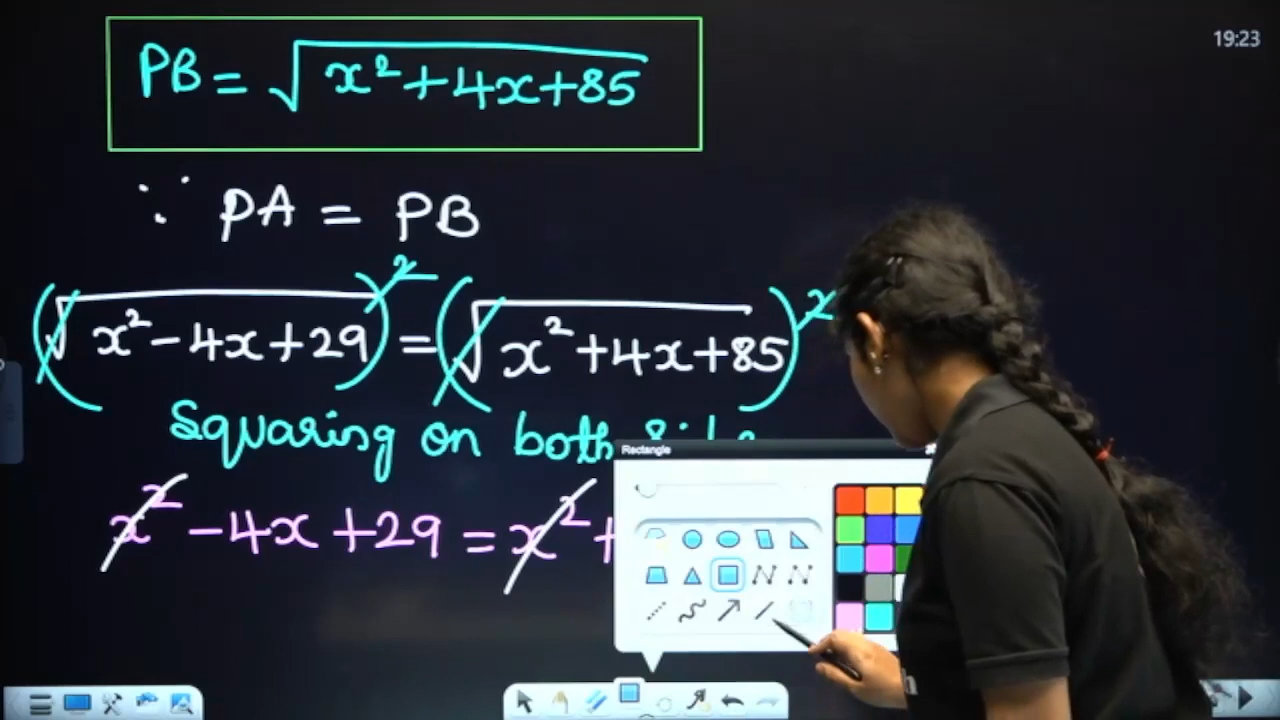 19:23
PB = √x²+4x+85
∵ PA = PB
(√x²-4x+29)² = (√x²+4x+85)²
Squaring on both
Rectangle
x² -4x +29 = x² +